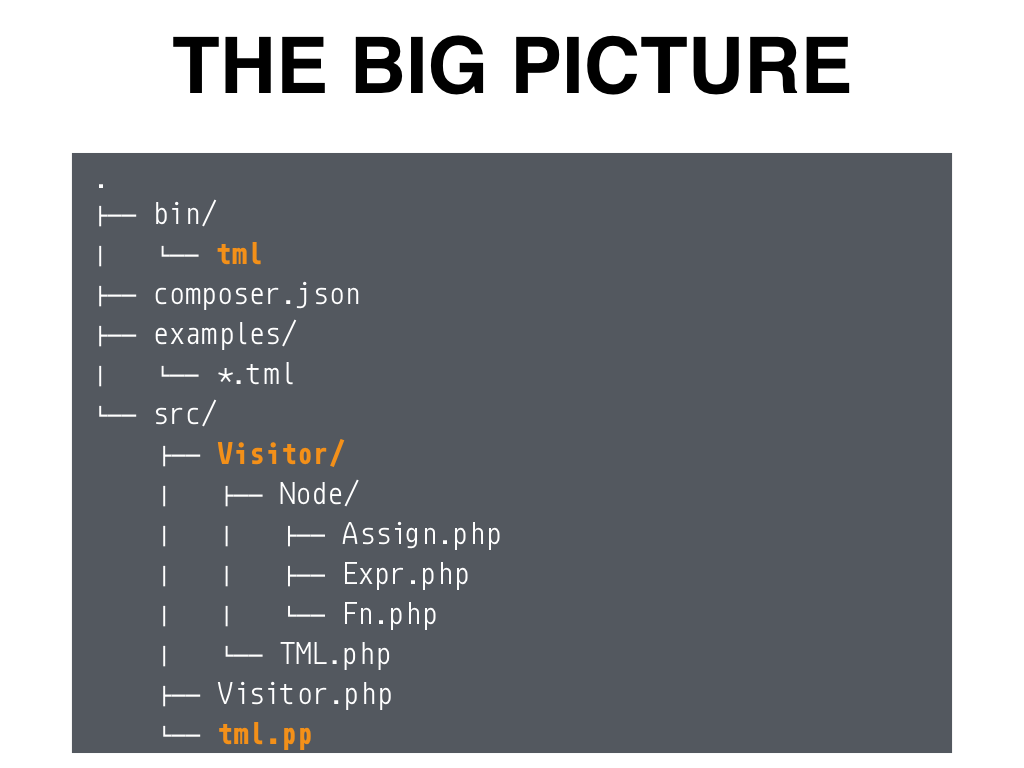 THE BIG PICTURE
.
├── bin/
|   └── tml
├── composer.json
├── examples/
|   └── *.tml
└── src/
    ├── Visitor/
    |   ├── Node/
    |   |   ├── Assign.php
    |   |   ├── Expr.php
    |   |   └── Fn.php
    |   └── TML.php
    ├── Visitor.php
    └── tml.pp